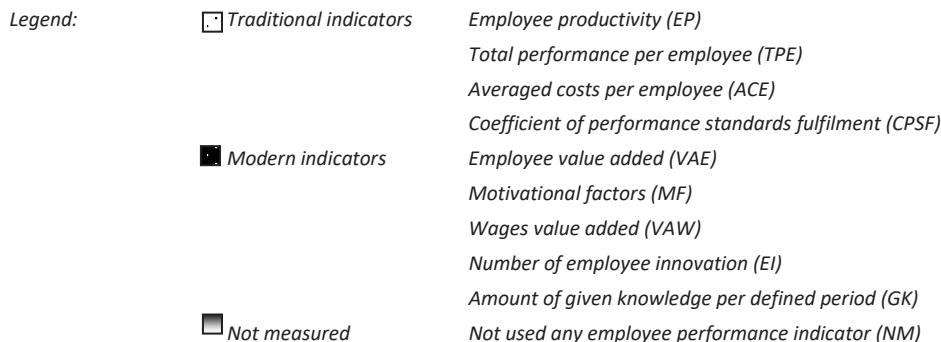 Legend: Traditional indicators Employee productivity (EP)
Total performance per employee (TPE)
Averaged costs per employee (ACE)
Coefficient of performance standards fulfilment (CPSF)
Modern indicators Employee value added (VAE)
Motivational factors (MF)
Wages value added (VAW)
Number of employee innovation (EI)
Amount of given knowledge per defined period (GK)
Not measured Not used any employee performance indicator (NM)